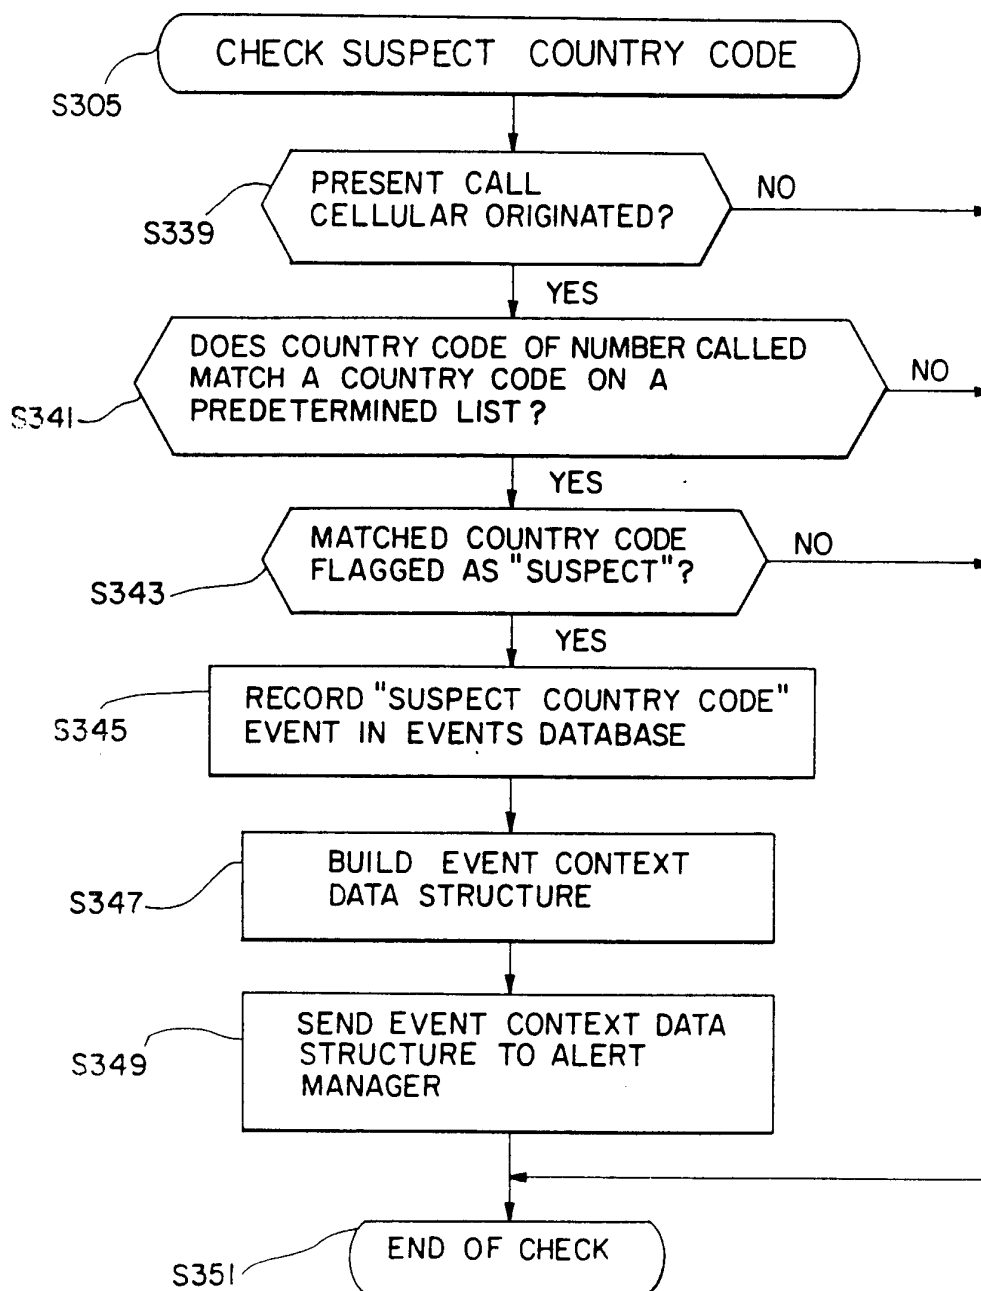 CHECK SUSPECT COUNTRY CODE
S305
PRESENT CALL
CELLULAR ORIGINATED?
NO
S339
YES
DOES COUNTRY CODE OF NUMBER CALLED
MATCH A COUNTRY CODE ON A
PREDETERMINED LIST?
NO
S341
YES
MATCHED COUNTRY CODE
FLAGGED AS "SUSPECT"?
NO
S343
YES
RECORD "SUSPECT COUNTRY CODE"
EVENT IN EVENTS DATABASE
S345
BUILD EVENT CONTEXT
DATA STRUCTURE
S347
SEND EVENT CONTEXT DATA
STRUCTURE TO ALERT
MANAGER
S349
END OF CHECK
S351